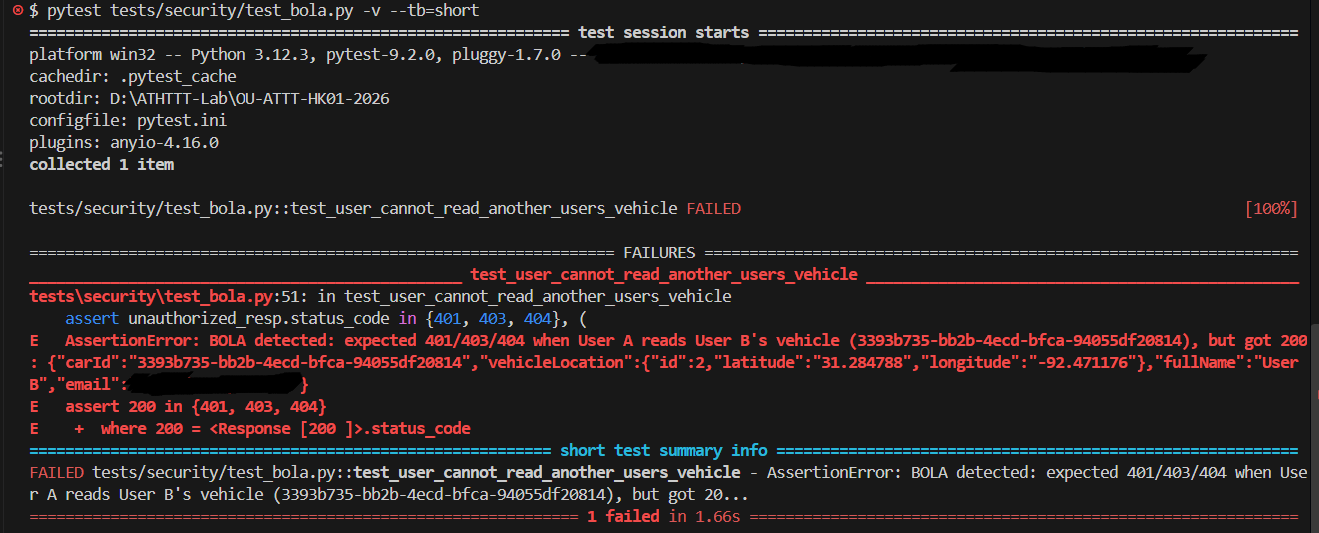 $ pytest tests/security/test_bola.py -v --tb=short
============================================================ test session starts ============================================================
platform win32 -- Python 3.12.3, pytest-9.2.0, pluggy-1.7.0 --
cachedir: .pytest_cache
rootdir: D:\ATHTTT-Lab\OU-ATTT-HK01-2026
configfile: pytest.ini
plugins: anyio-4.16.0
collected 1 item
tests/security/test_bola.py::test_user_cannot_read_another_users_vehicle FAILED [100%]
================================================================= FAILURES ==================================================================
________________________________________________ test_user_cannot_read_another_users_vehicle ________________________________________________
tests\security\test_bola.py:51: in test_user_cannot_read_another_users_vehicle
assert unauthorized_resp.status_code in {401, 403, 404}, (
E AssertionError: BOLA detected: expected 401/403/404 when User A reads User B's vehicle (3393b735-bb2b-4ecd-bfca-94055df20814), but got 200
: {"carId":"3393b735-bb2b-4ecd-bfca-94055df20814","vehicleLocation":{"id":2,"latitude":"31.284788","longitude":"-92.471176"},"fullName":"User
B","email": }
E assert 200 in {401, 403, 404}
E + where 200 = <Response [200 ]>.status_code
========================================================== short test summary info ==========================================================
FAILED tests/security/test_bola.py::test_user_cannot_read_another_users_vehicle - AssertionError: BOLA detected: expected 401/403/404 when Use
r A reads User B's vehicle (3393b735-bb2b-4ecd-bfca-94055df20814), but got 20...
============================================================= 1 failed in 1.66s =============================================================